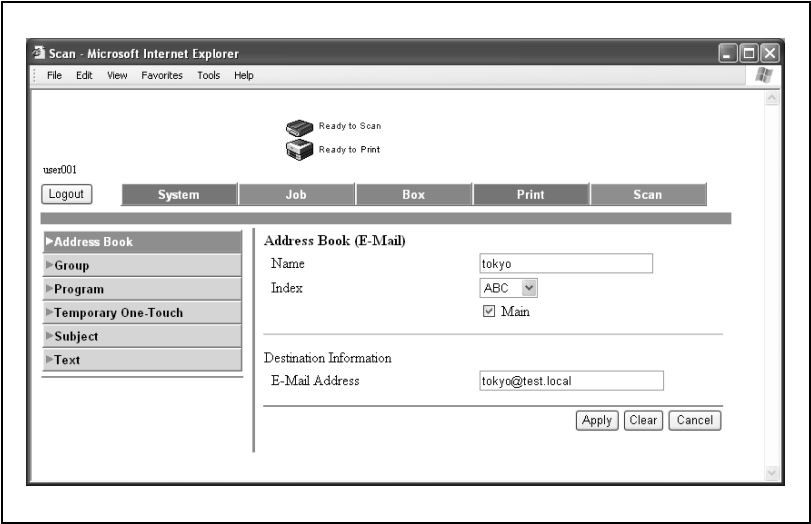 Scan - Microsoft Internet Explorer
File Edit View Favorites Tools Help
Ready to Scan
Ready to Print
user001
Logout System Job Box Print Scan
Address Book
Group
Program
Temporary One-Touch
Subject
Text
Address Book (E-Mail)
Name tokyo
Index ABC
Main
Destination Information
E-Mail Address tokyo@test.local
Apply Clear Cancel